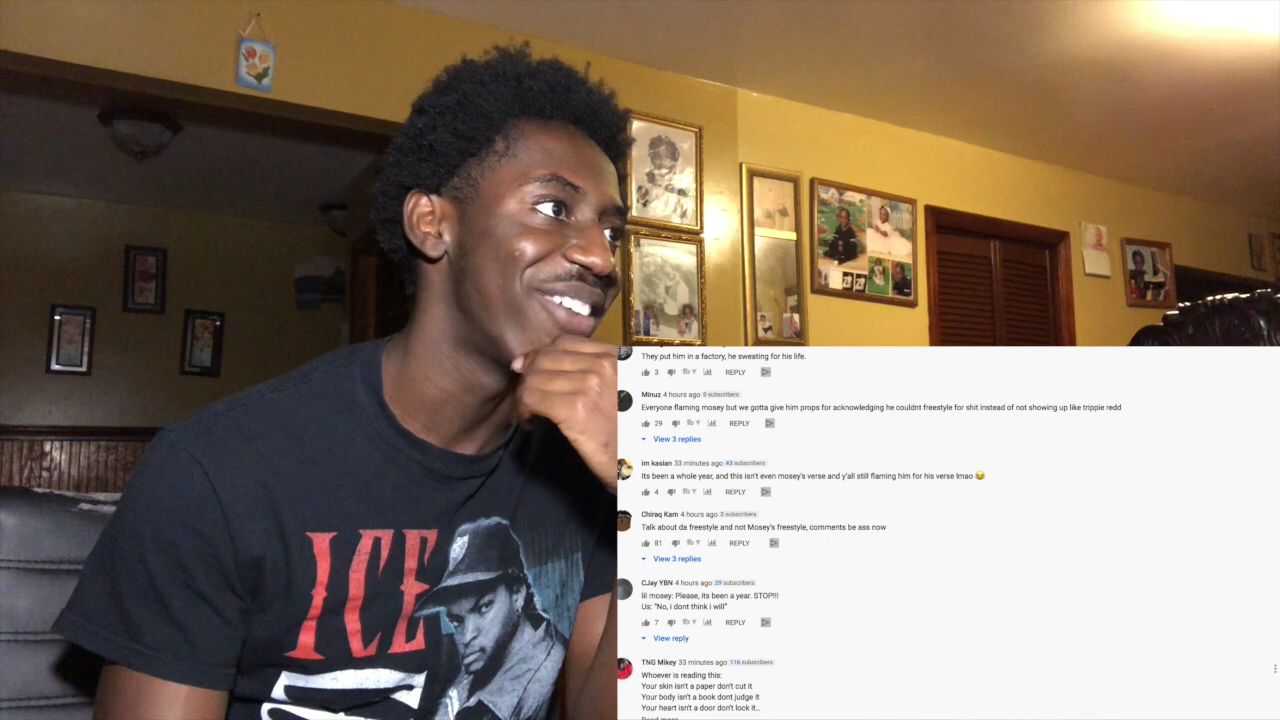 ICE
They put him in a factory, he sweating for his life.
3 REPLY
Minuz 4 hours ago 5 subscribers
Everyone flaming mosey but we gotta give him props for acknowledging he couldnt freestyle for shit instead of not showing up like trippie redd
29 REPLY
View 3 replies
im kasian 33 minutes ago 43 subscribers
Its been a whole year, and this isn't even mosey's verse and y'all still flaming him for his verse lmao 😂
4 REPLY
Chiraq Kam 4 hours ago 3 subscribers
Talk about da freestyle and not Mosey's freestyle, comments be ass now
81 REPLY
View 3 replies
CJay YBN 4 hours ago 29 subscribers
lil mosey: Please, its been a year. STOP!!!
Us: "No, i dont think i will"
7 REPLY
View reply
TNG Mikey 33 minutes ago 116 subscribers
Whoever is reading this:
Your skin isn't a paper don't cut it
Your body isn't a book dont judge it
Your heart isn't a door don't lock it...
Read more